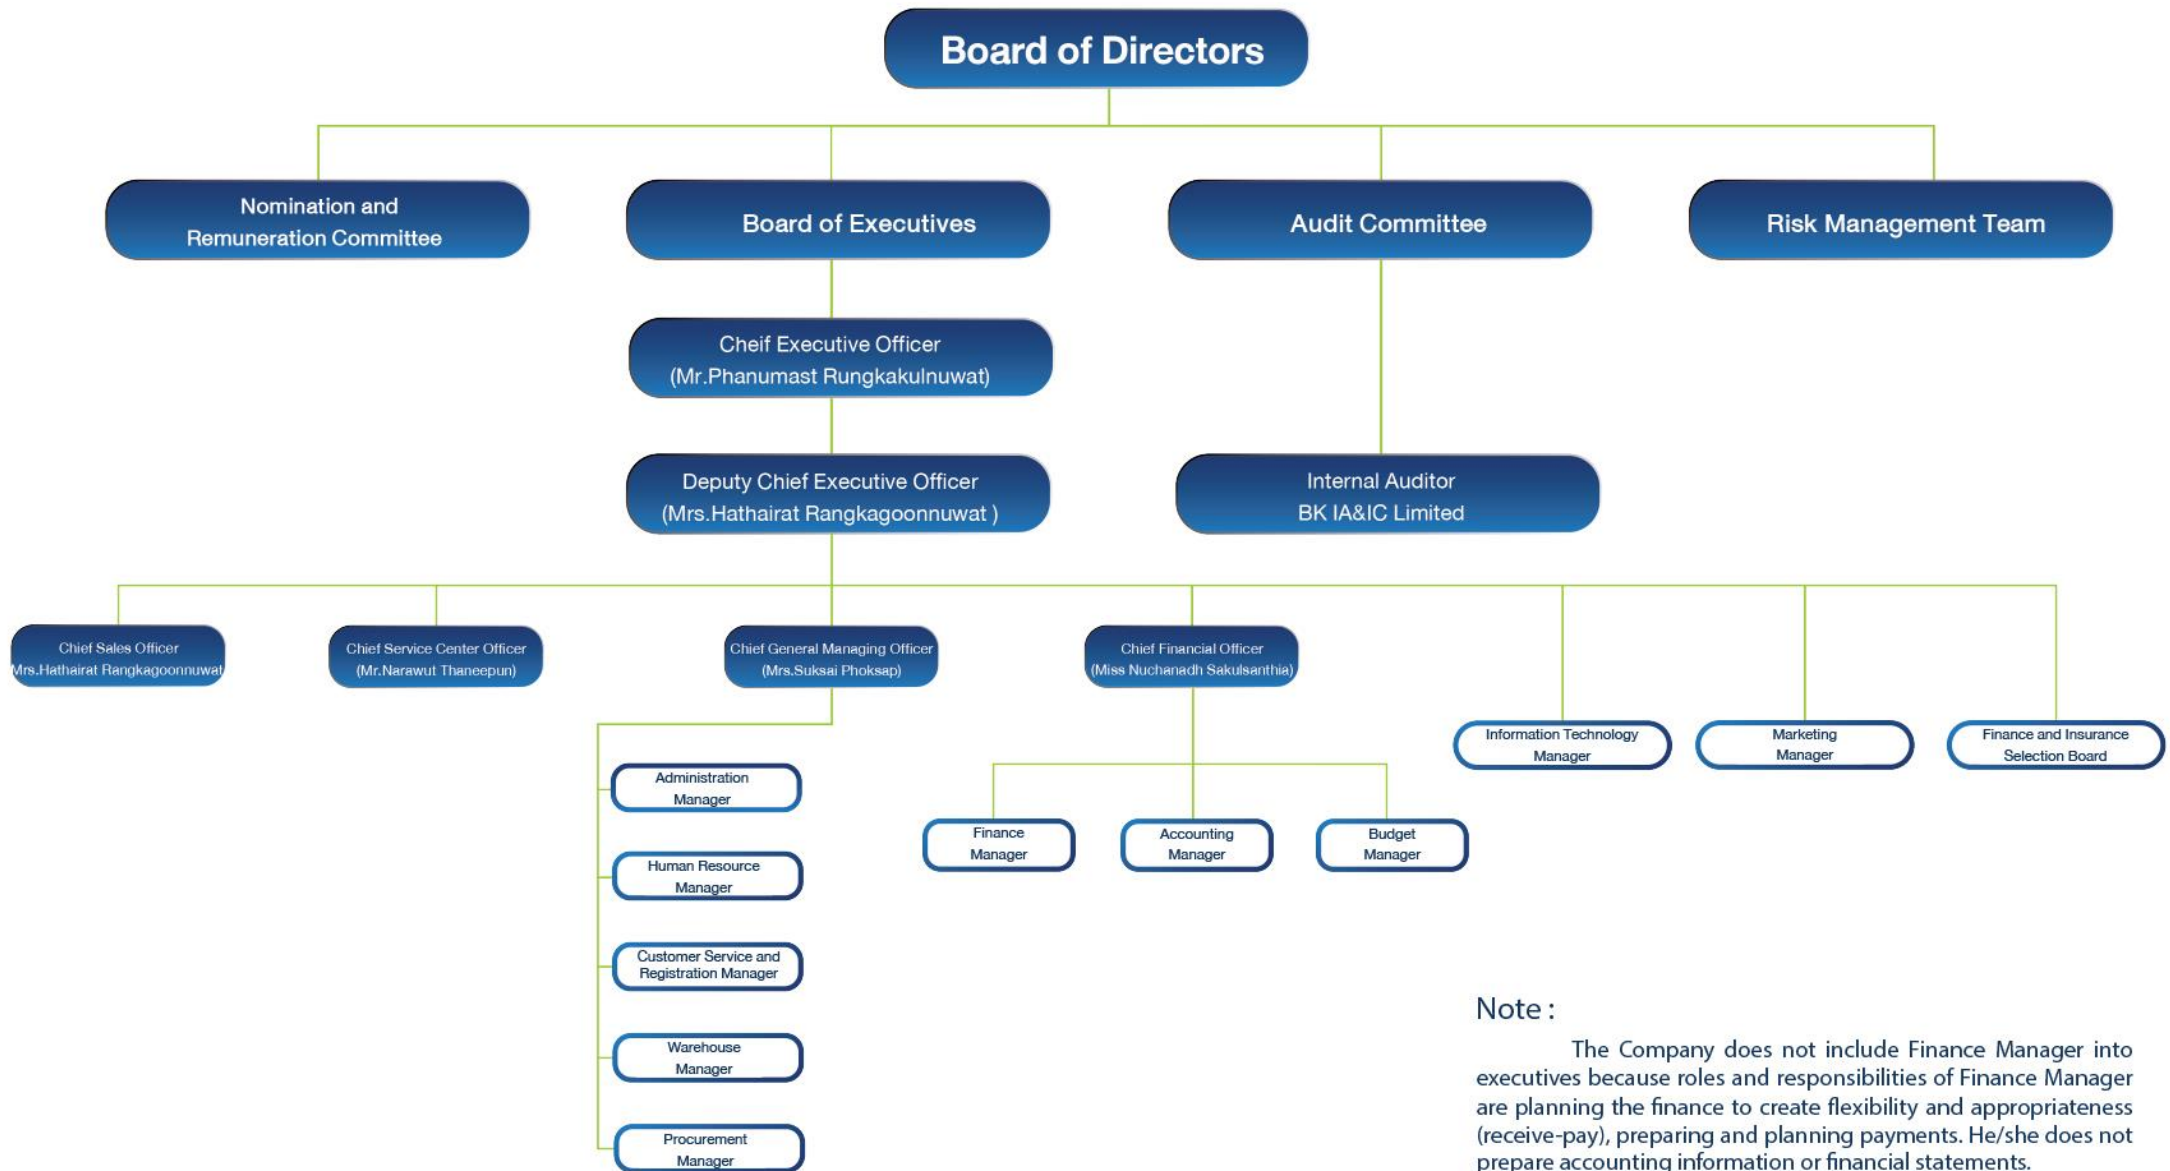 Board of Directors
Nomination and
Remuneration Committee
Board of Executives
Audit Committee
Risk Management Team
Cheif Executive Officer
(Mr.Phanumast Rungkakulnuwat)
Deputy Chief Executive Officer
(Mrs.Hathairat Rangkagoonnuwat )
Internal Auditor
BK IA&IC Limited
Chief Sales Officer
Mrs.Hathairat Rangkagoonnuwat
Chief Service Center Officer
(Mr.Narawut Thaneepun)
Chief General Managing Officer
(Mrs.Suksai Phoksap)
Chief Financial Officer
(Miss Nuchanadh Sakulsanthia)
Information Technology
Manager
Marketing
Manager
Finance and Insurance
Selection Board
Administration
Manager
Human Resource
Manager
Customer Service and
Registration Manager
Warehouse
Manager
Procurement
Manager
Finance
Manager
Accounting
Manager
Budget
Manager
Note :
The Company does not include Finance Manager into
executives because roles and responsibilities of Finance Manager
are planning the finance to create flexibility and appropriateness
(receive-pay), preparing and planning payments. He/she does not
prepare accounting information or financial statements.